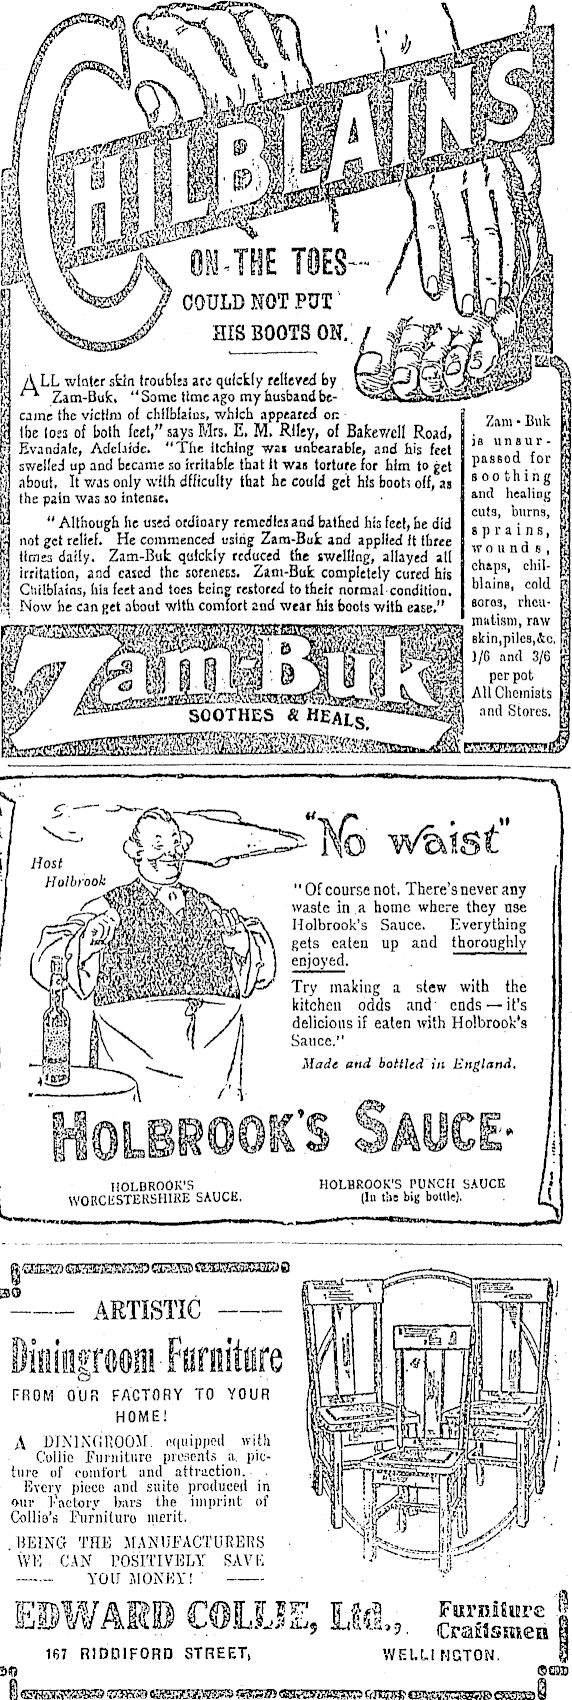 CHILBLAINS
ON THE TOES
COULD NOT PUT
HIS BOOTS ON.
ALL winter skin troubles are quickly relieved by
Zam-Buk. "Some time ago my husband be-
came the victim of chilblains, which appeared on
the toes of both feet," says Mrs. E. M. Riley, of Bakewell Road,
Evandale, Adelaide. "The itching was unbearable, and his feet
swelled up and became so irritable that it was torture for him to get
about. It was only with difficulty that he could get his boots off, as
the pain was so intense.
"Although he used ordinary remedies and bathed his feet, he did
not get relief. He commenced using Zam-Buk and applied it three
times daily. Zam-Buk quickly reduced the swelling, allayed all
irritation, and eased the soreness. Zam-Buk completely cured his
Chilblains, his feet and toes being restored to their normal condition.
Now he can get about with comfort and wear his boots with ease."
Zam-Buk
SOOTHES & HEALS.
Zam-Buk
is unsur-
passed for
soothing
and healing
cuts, burns,
sprains,
wounds,
chaps, chil-
blains, cold
sores, rheu-
matism, raw
skin, piles, &c.
1/6 and 3/6
per pot
All Chemists
and Stores.
Host
Holbrook
"No waist"
"Of course not. There's never any
waste in a home where they use
Holbrook's Sauce. Everything
gets eaten up and thoroughly
enjoyed.
Try making a stew with the
kitchen odds and ends—it's
delicious if eaten with Holbrook's
Sauce."
Made and bottled in England.
HOLBROOK'S SAUCE.
HOLBROOK'S
WORCESTERSHIRE SAUCE.
HOLBROOK'S PUNCH SAUCE
(In the big bottle).
ARTISTIC
Diningroom Furniture
FROM OUR FACTORY TO YOUR
HOME!
A DININGROOM equipped with
Collie Furniture presents a pic-
ture of comfort and attraction.
Every piece and suite produced in
our Factory bars the imprint of
Collie's Furniture merit.
BEING THE MANUFACTURERS
WE CAN POSITIVELY SAVE
YOU MONEY!
EDWARD COLLIE, Ltd.,
Furniture
Craftsmen
167 RIDDIFORD STREET,
WELLINGTON.